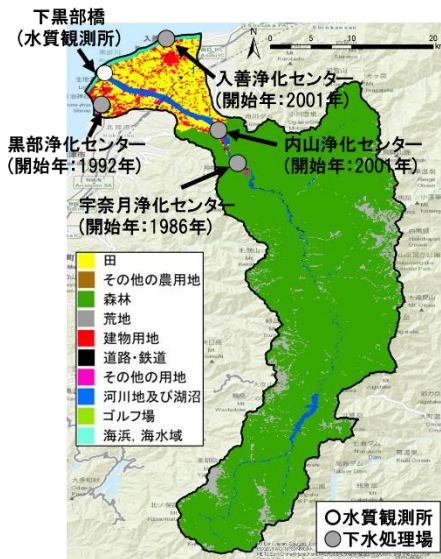 下黒部橋
(水質観測所)
N
0 5 10 20
km
入善浄化センター
(開始年:2001年)
黒部浄化センター
(開始年:1992年)
内山浄化センター
(開始年:2001年)
宇奈月浄化センター
(開始年:1986年)
田
その他の農用地
森林
荒地
建物用地
道路・鉄道
その他の用地
河川地及び湖沼
ゴルフ場
海浜, 海水域
水質観測所
下水処理場